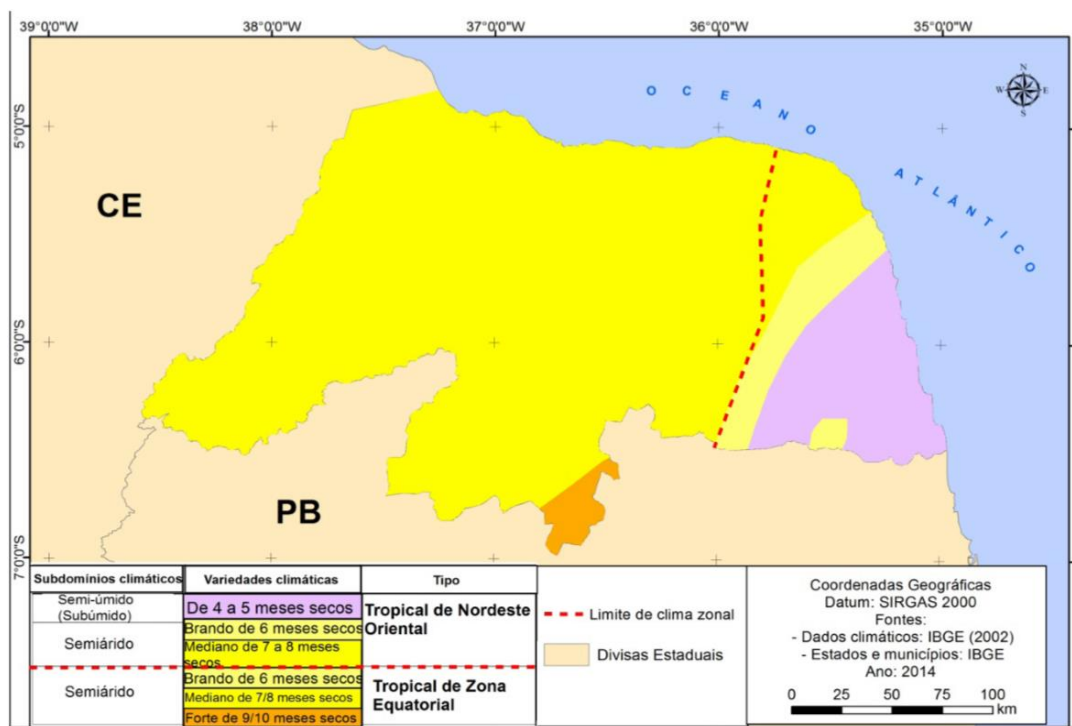 39°0'0"W 38°0'0"W 37°0'0"W 36°0'0"W 35°0'0"W
5°0'0"S
6°0'0"S
7°0'0"S
N
W E
S
OCEANO
ATLÂNTICO
CE
PB
Subdomínios climáticos Variedades climáticas Tipo
Semi-úmido
(Subúmido)
De 4 a 5 meses secos
Tropical de Nordeste
Oriental
Semiárido
Brando de 6 meses secos
Mediano de 7 a 8 meses
secos
Semiárido
Brando de 6 meses secos
Mediano de 7/8 meses secos
Forte de 9/10 meses secos
Tropical de Zona
Equatorial
Limite de clima zonal
Divisas Estaduais
Coordenadas Geográficas
Datum: SIRGAS 2000
Fontes:
- Dados climáticos: IBGE (2002)
- Estados e municípios: IBGE
Ano: 2014
0 25 50 75 100
km